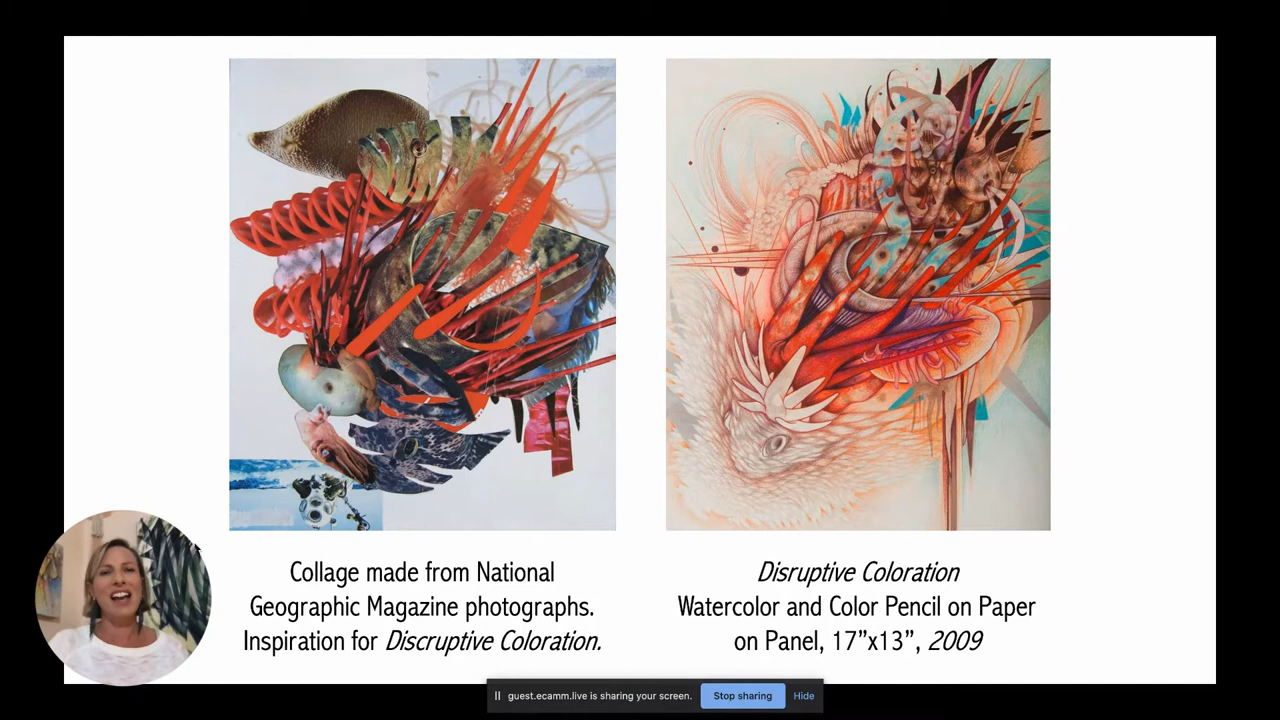 Collage made from National
Geographic Magazine photographs.
Inspiration for Discruptive Coloration.
Disruptive Coloration
Watercolor and Color Pencil on Paper
on Panel, 17”x13”, 2009
guest.ecamm.live is sharing your screen.
Stop sharing
Hide